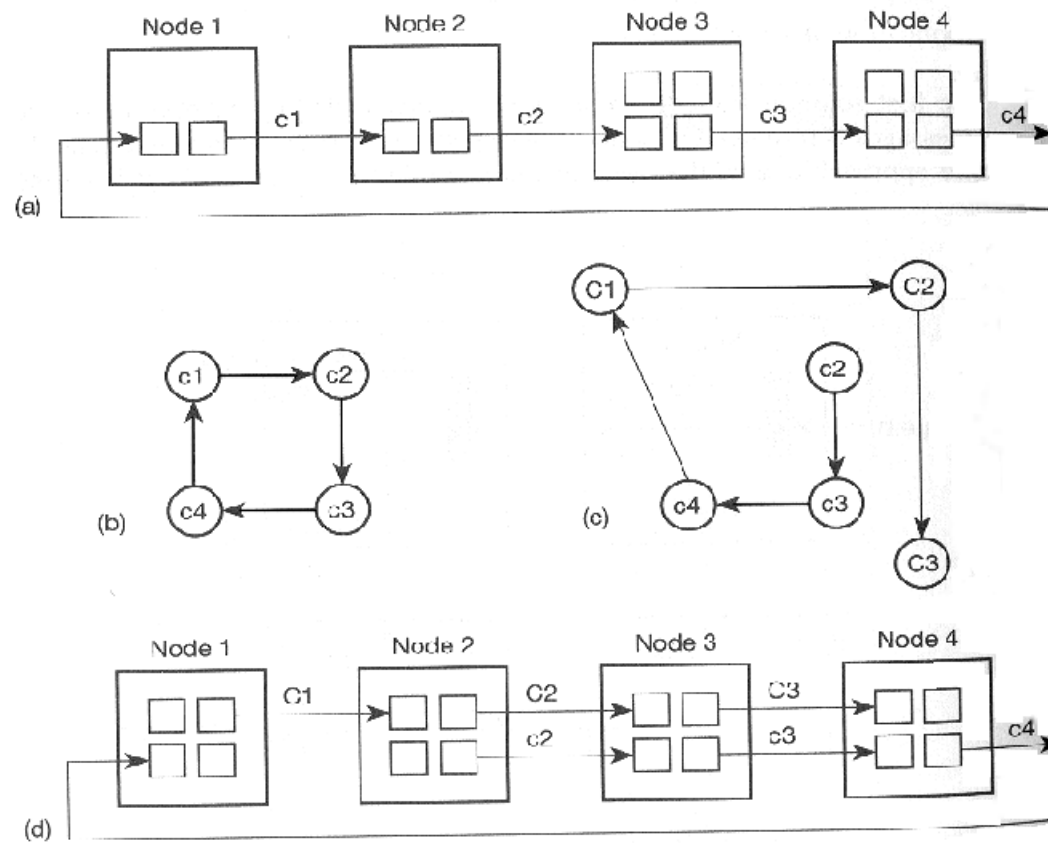 Node 1 Node 2 Node 3 Node 4
c1 c2 c3 c4
(a)
C1 C2
c1 c2 c2
c4 c3 c4 c3
(b) (c)
C3
Node 1 Node 2 Node 3 Node 4
C1 C2 C3
c2 c3 c4
(d)